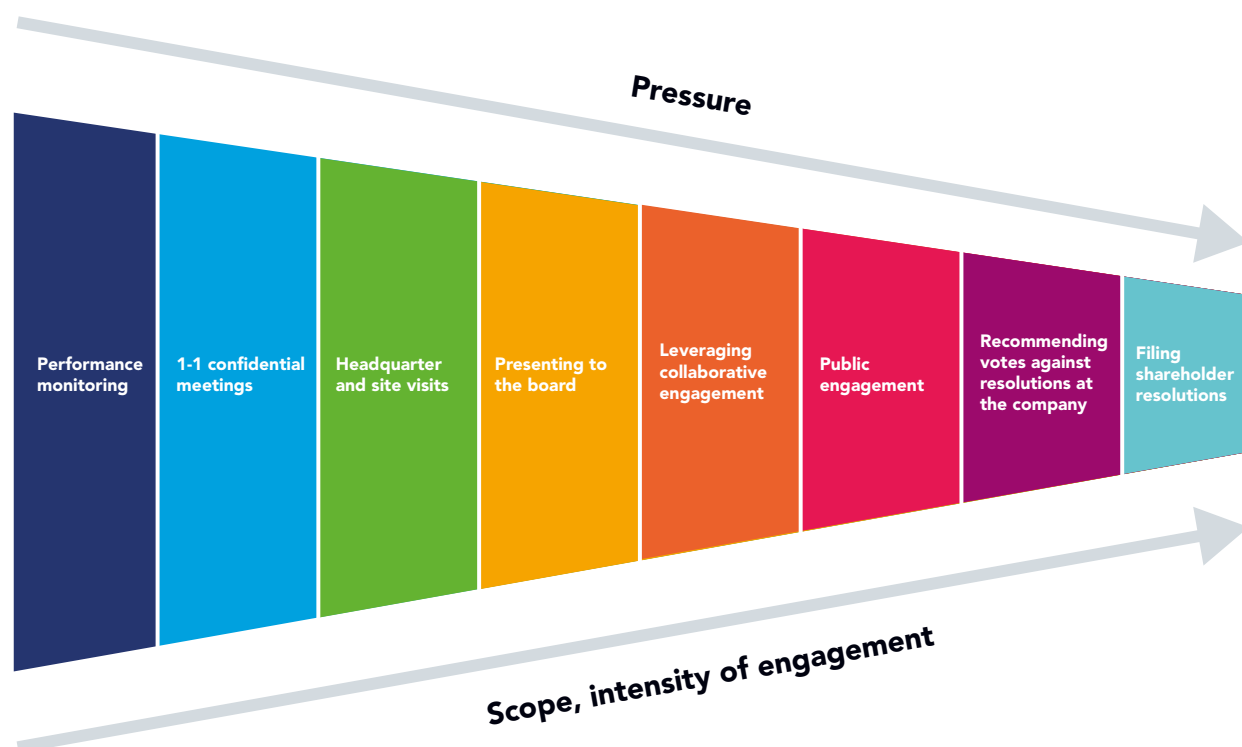 Pressure
Performance
monitoring
1-1 confidential
meetings
Headquarter
and site visits
Presenting to
the board
Leveraging
collaborative
engagement
Public
engagement
Recommending
votes against
resolutions at
the company
Filing
shareholder
resolutions
Scope, intensity of engagement